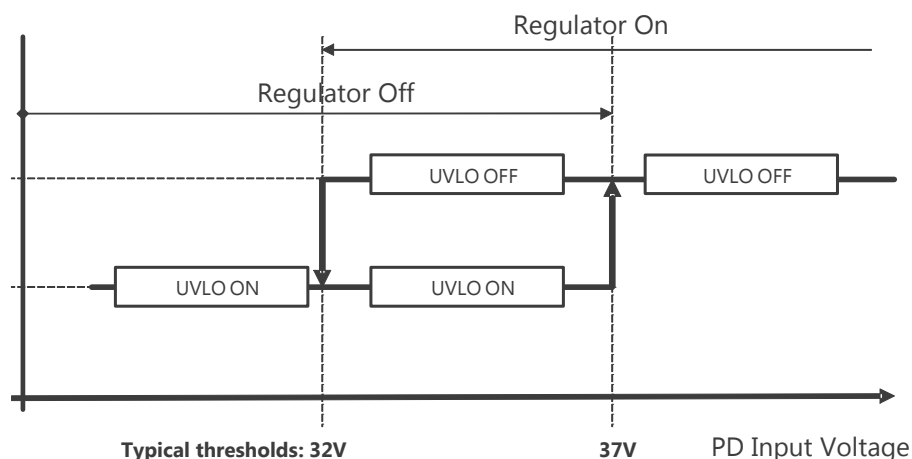 Regulator On
Regulator Off
UVLO OFF
UVLO OFF
UVLO ON
UVLO ON
Typical thresholds: 32V
37V
PD Input Voltage